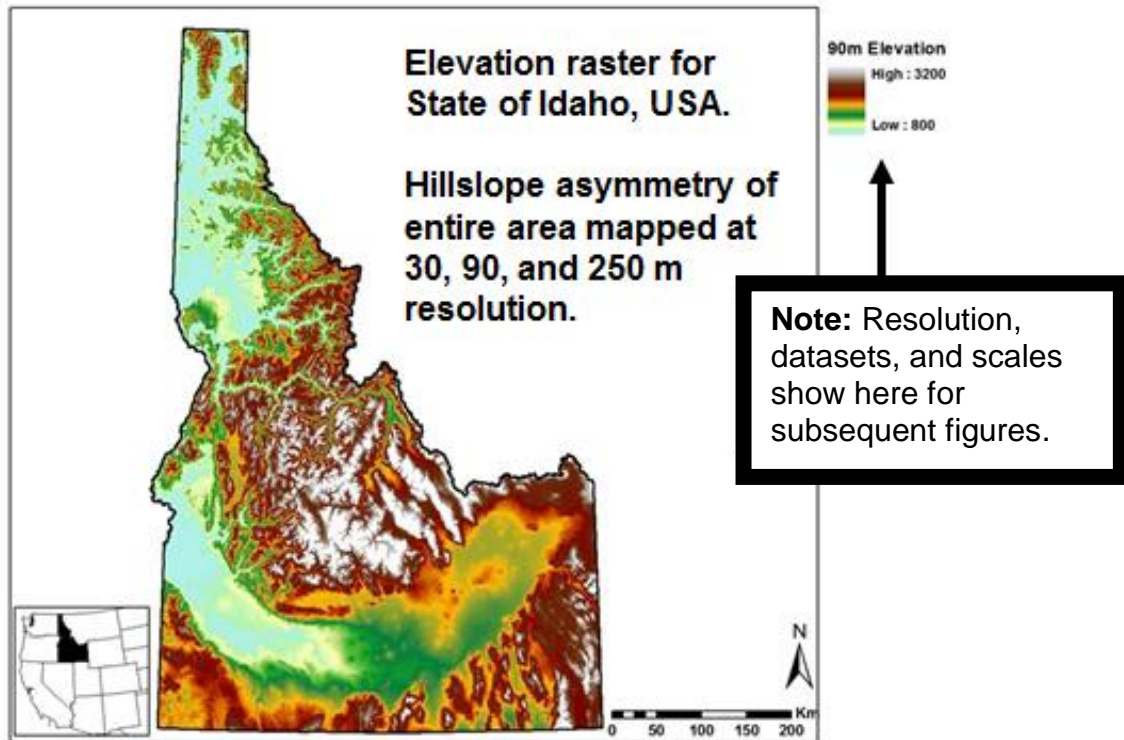 Elevation raster for
State of Idaho, USA.
Hillslope asymmetry of
entire area mapped at
30, 90, and 250 m
resolution.
90m Elevation
High : 3200
Low : 800
Note: Resolution,
datasets, and scales
show here for
subsequent figures.
N
Km
0 50 100 150 200